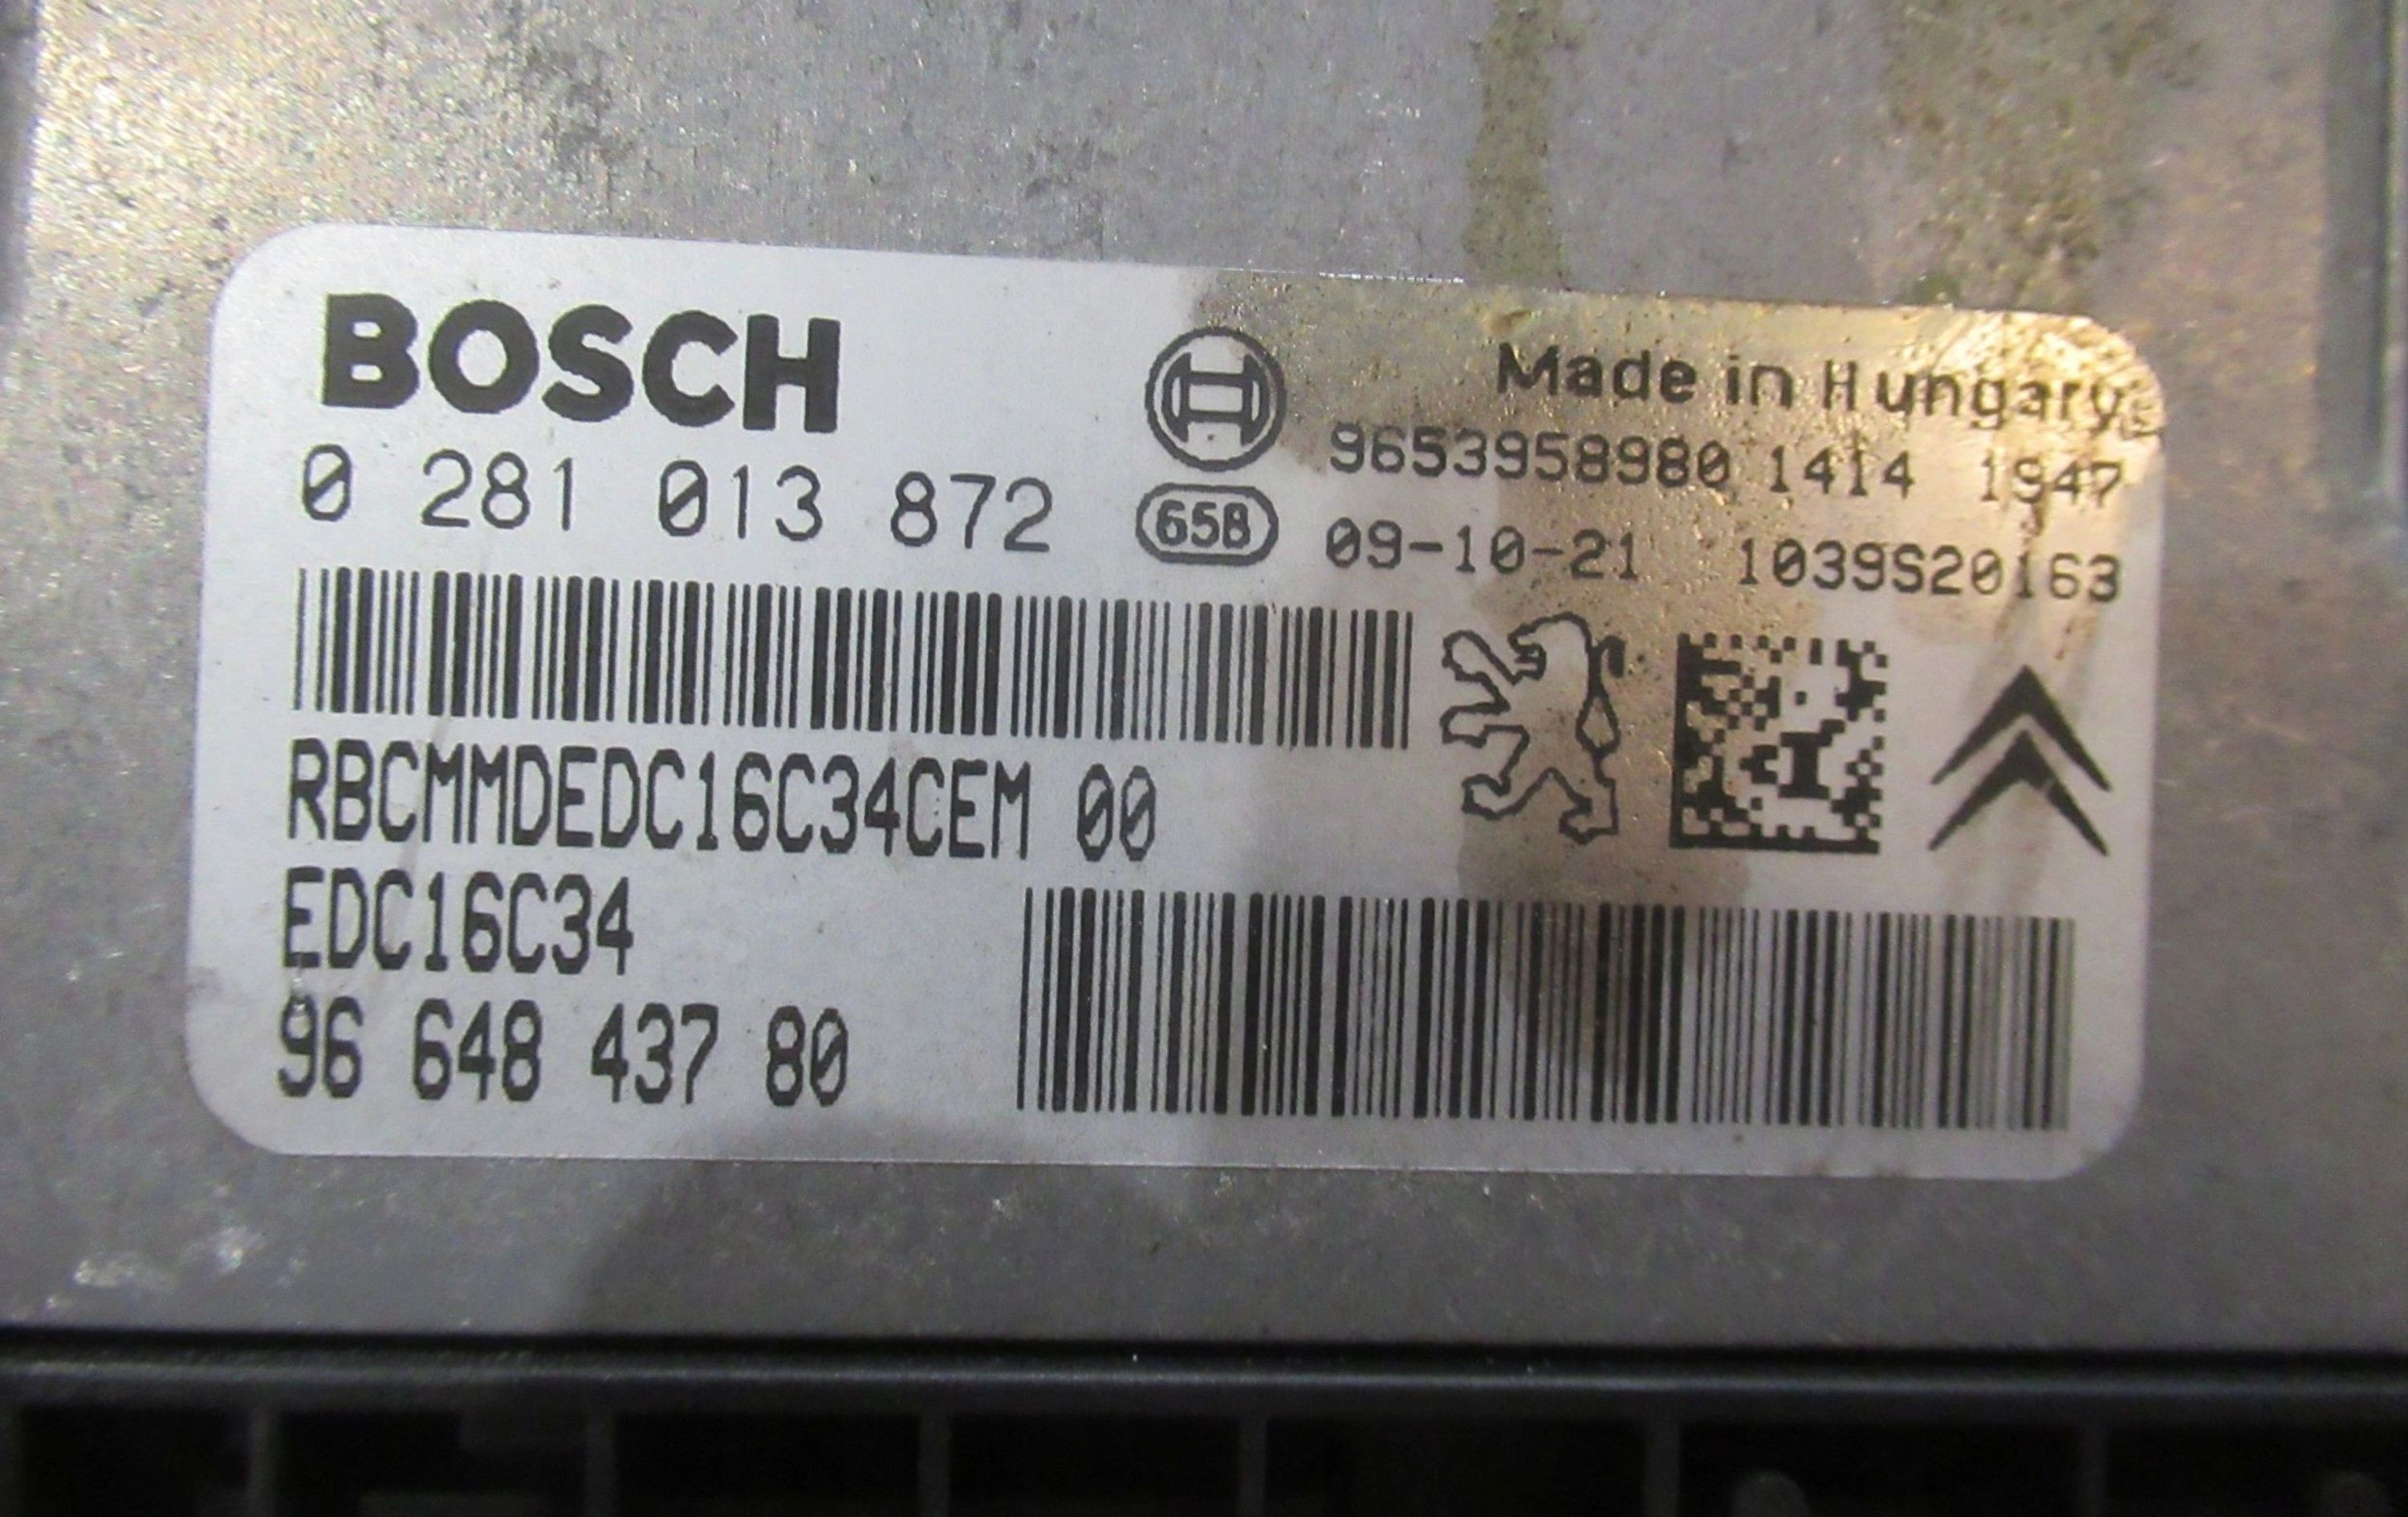 BOSCH
Made in Hungary
0 281 013 872
9653958980 1414 1947
65B
09-10-21 1039S20163
RBCMMDEDC16C34CEM 00
EDC16C34
96 648 437 80